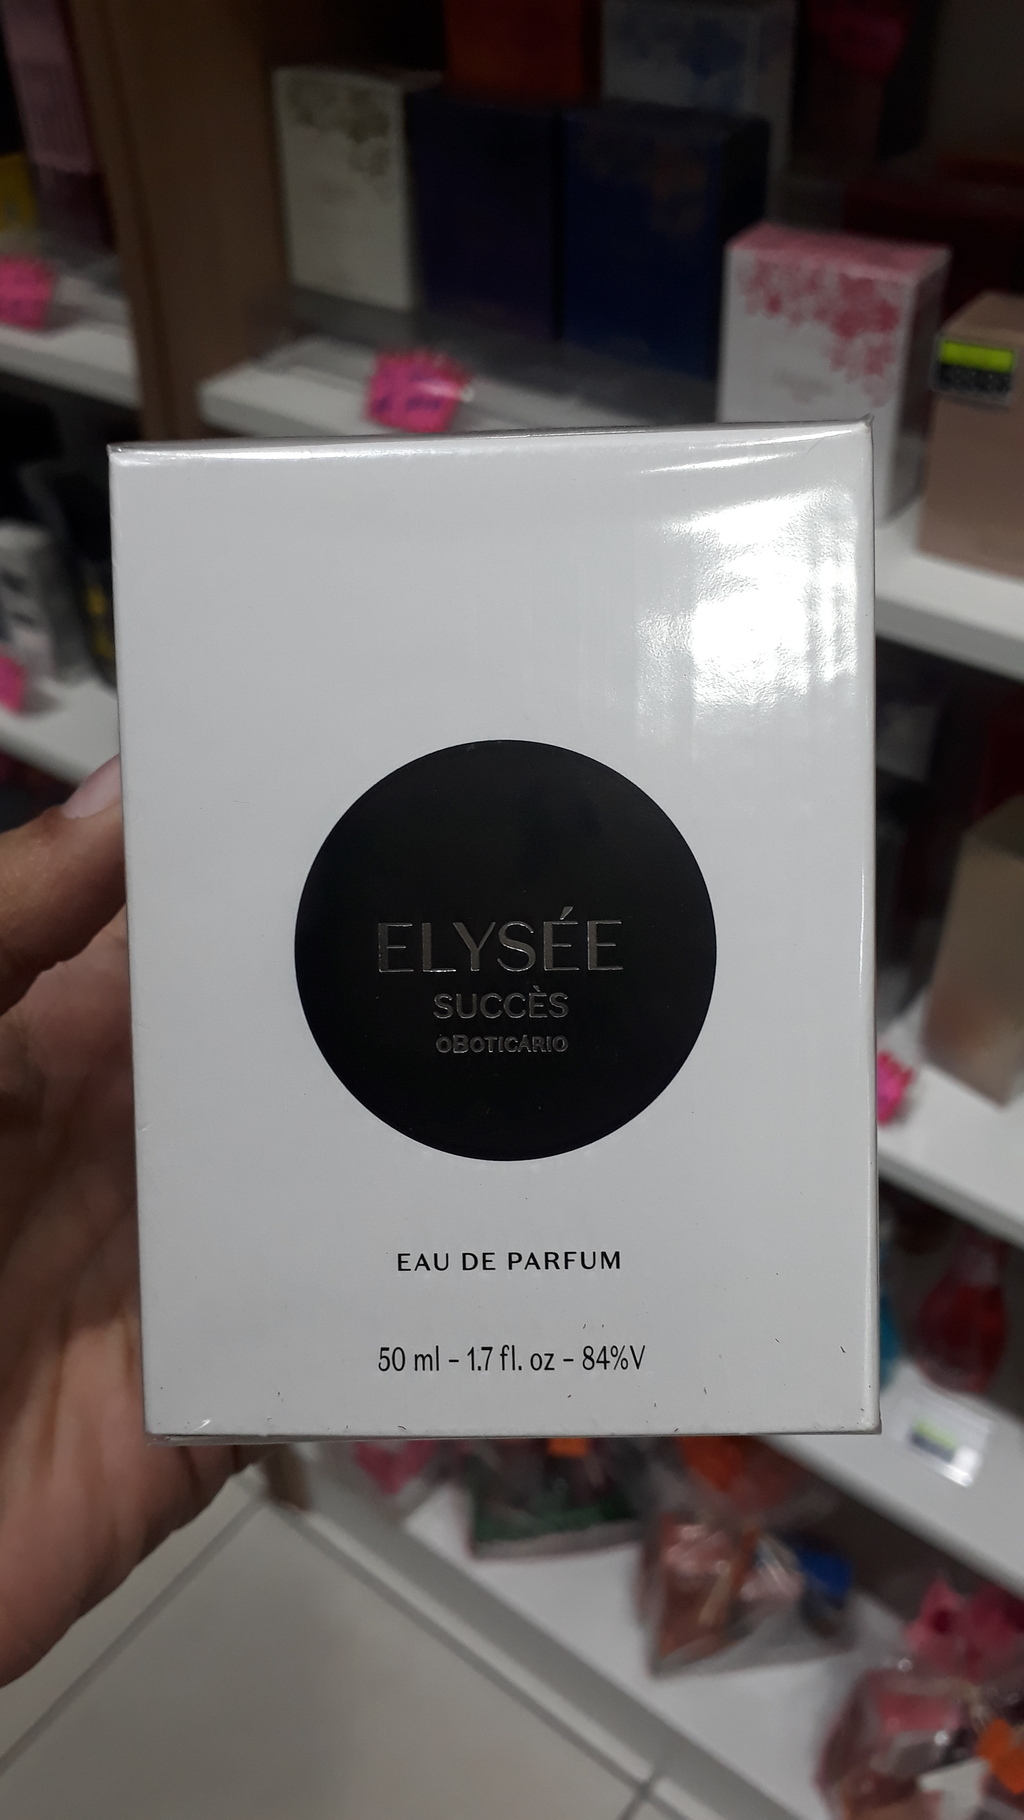 ELYSÉE
SUCCÈS
OBOTICÁRIO
EAU DE PARFUM
50 ml - 1.7 fl. oz - 84%V